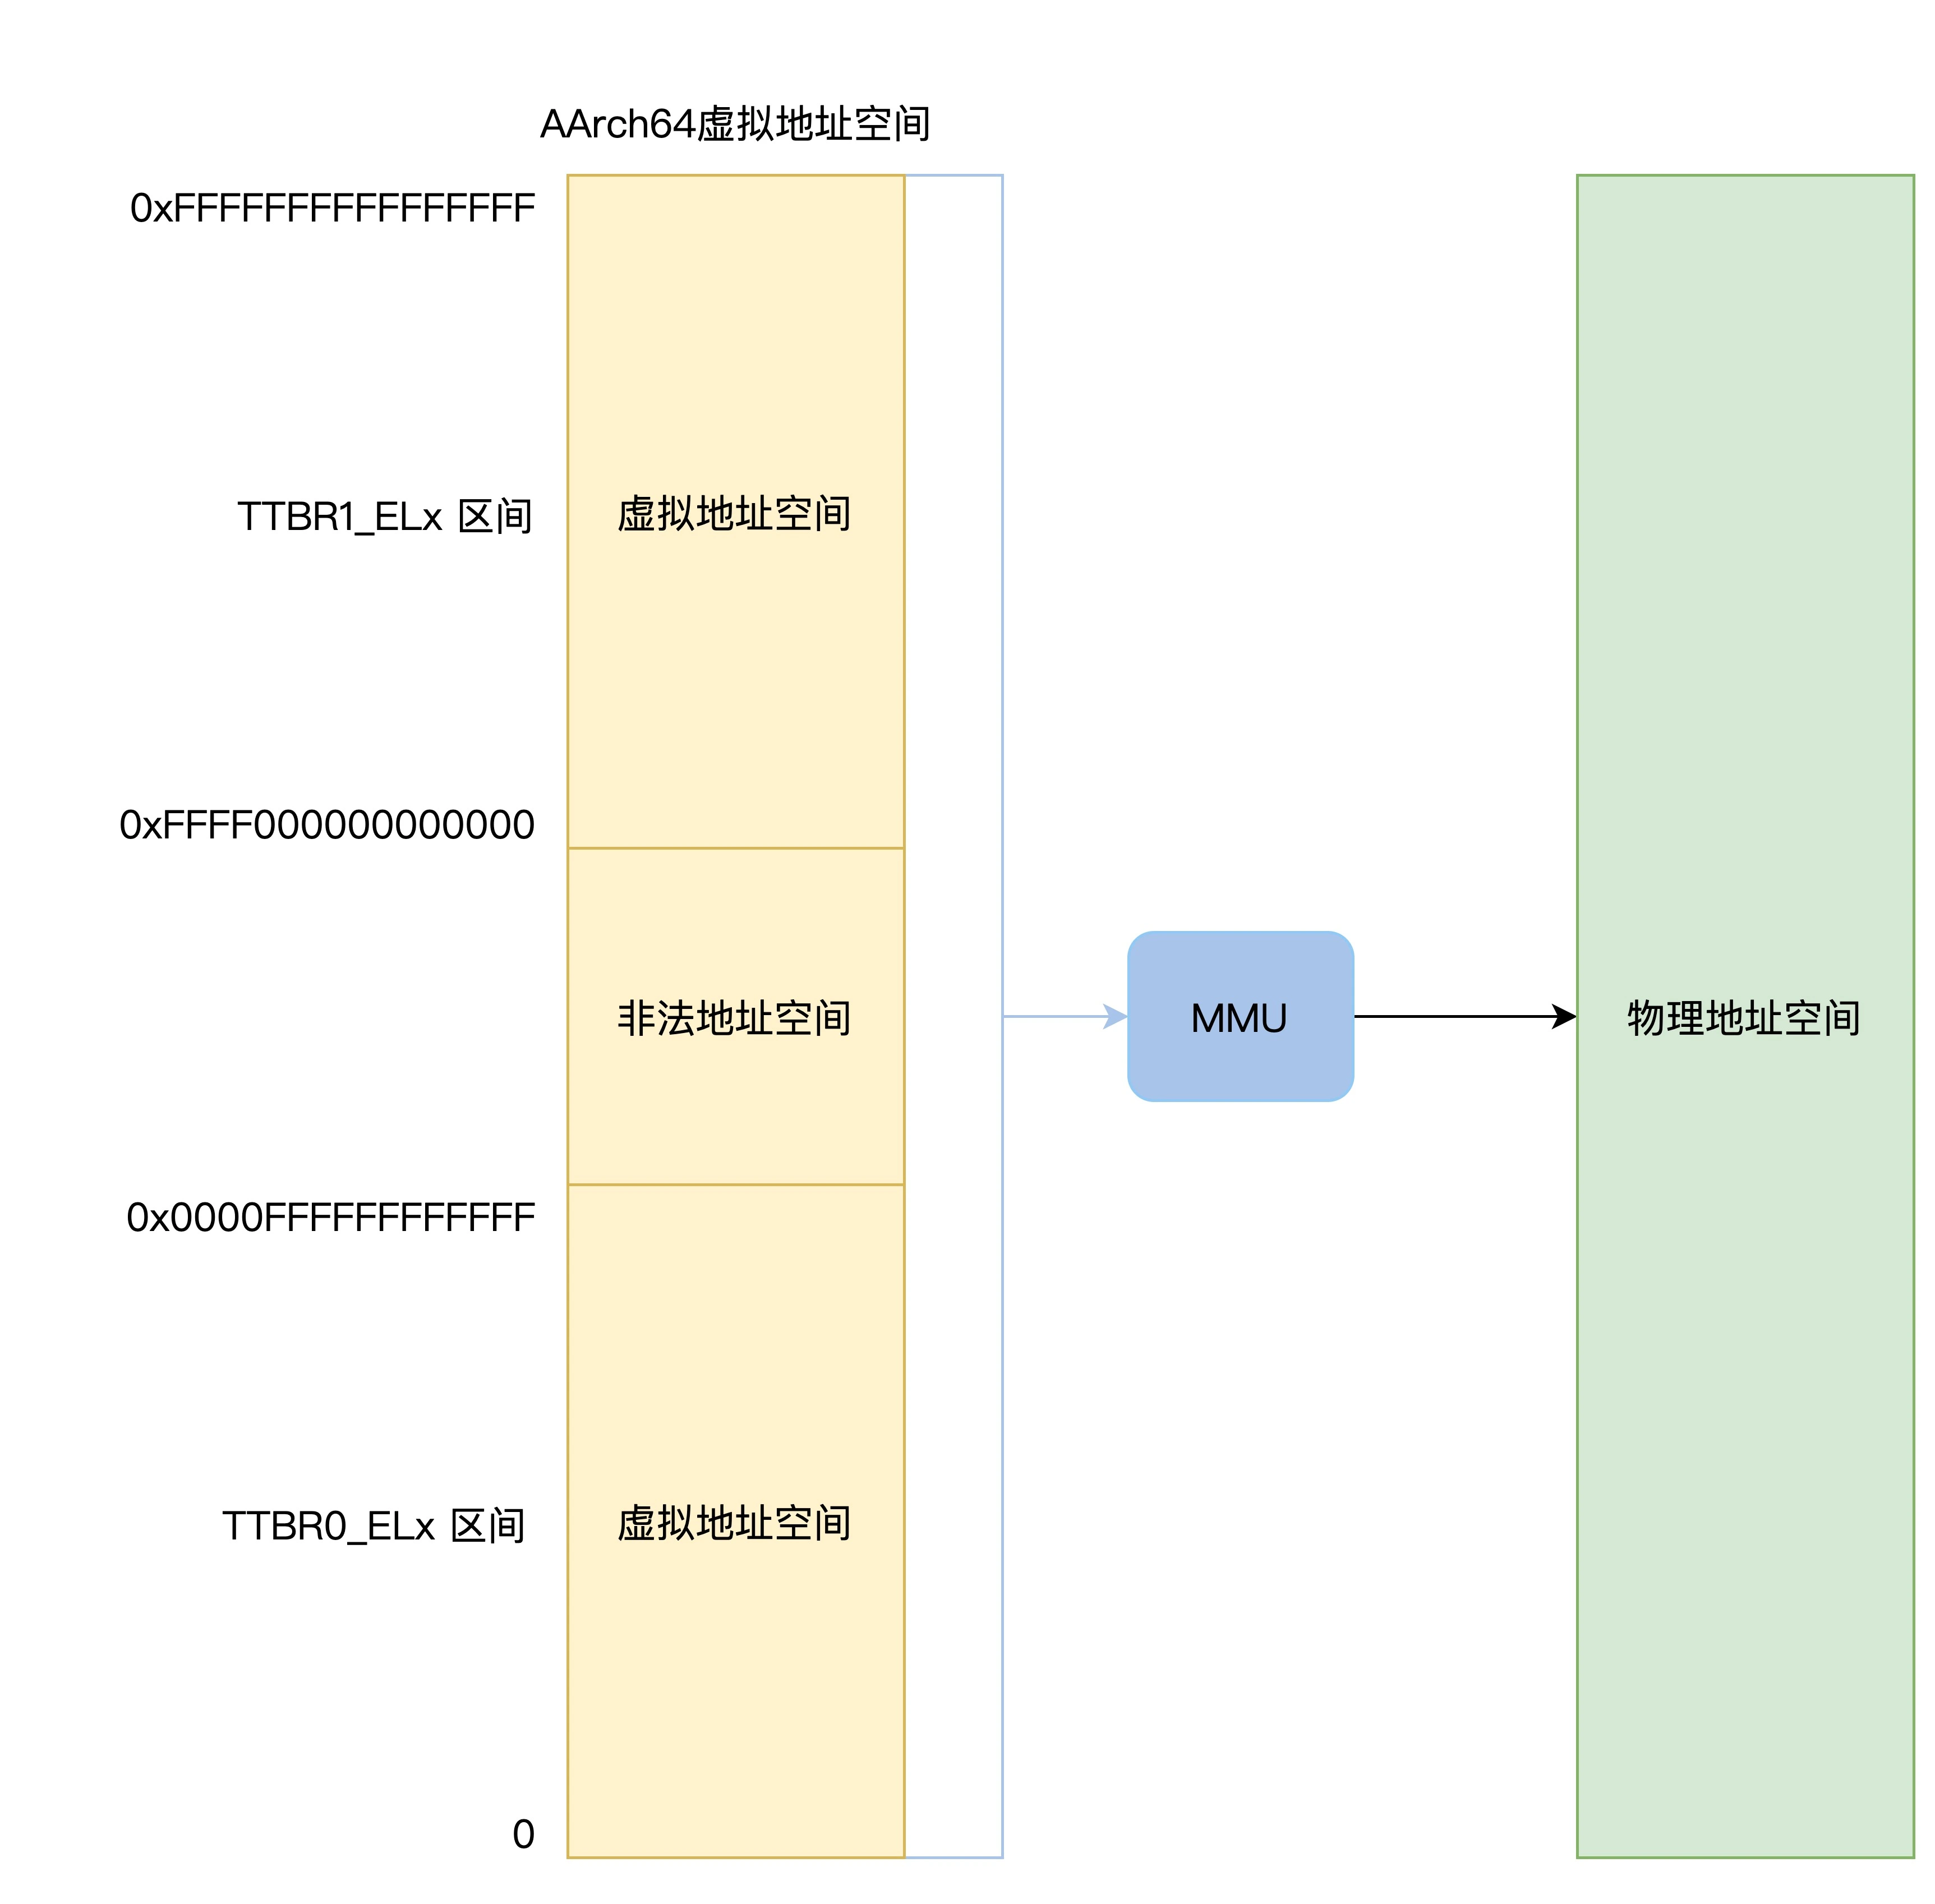 AArch64虚拟地址空间
0xFFFFFFFFFFFFFFFF
TTBR1_ELx 区间
虚拟地址空间
0xFFFF000000000000
非法地址空间
MMU
物理地址空间
0x0000FFFFFFFFFFFF
TTBR0_ELx 区间
虚拟地址空间
0